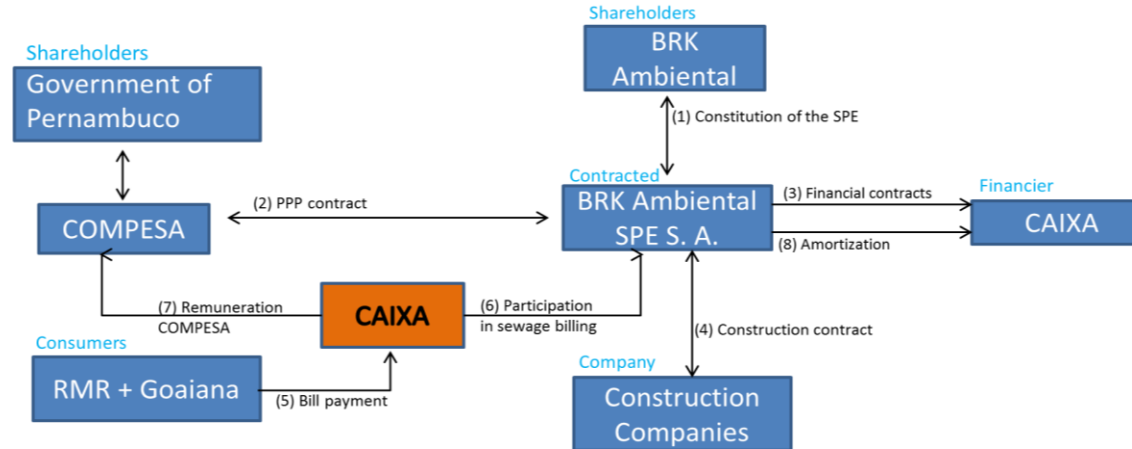 Shareholders
BRK
Ambiental
Shareholders
Government of
Pernambuco
(1) Constitution of the SPE
Contracted
BRK Ambiental
SPE S. A.
(2) PPP contract
COMPESA
(3) Financial contracts
(8) Amortization
Financier
CAIXA
(7) Remuneration
COMPESA
CAIXA
(6) Participation
in sewage billing
(4) Construction contract
Consumers
RMR + Goaiana
(5) Bill payment
Company
Construction
Companies